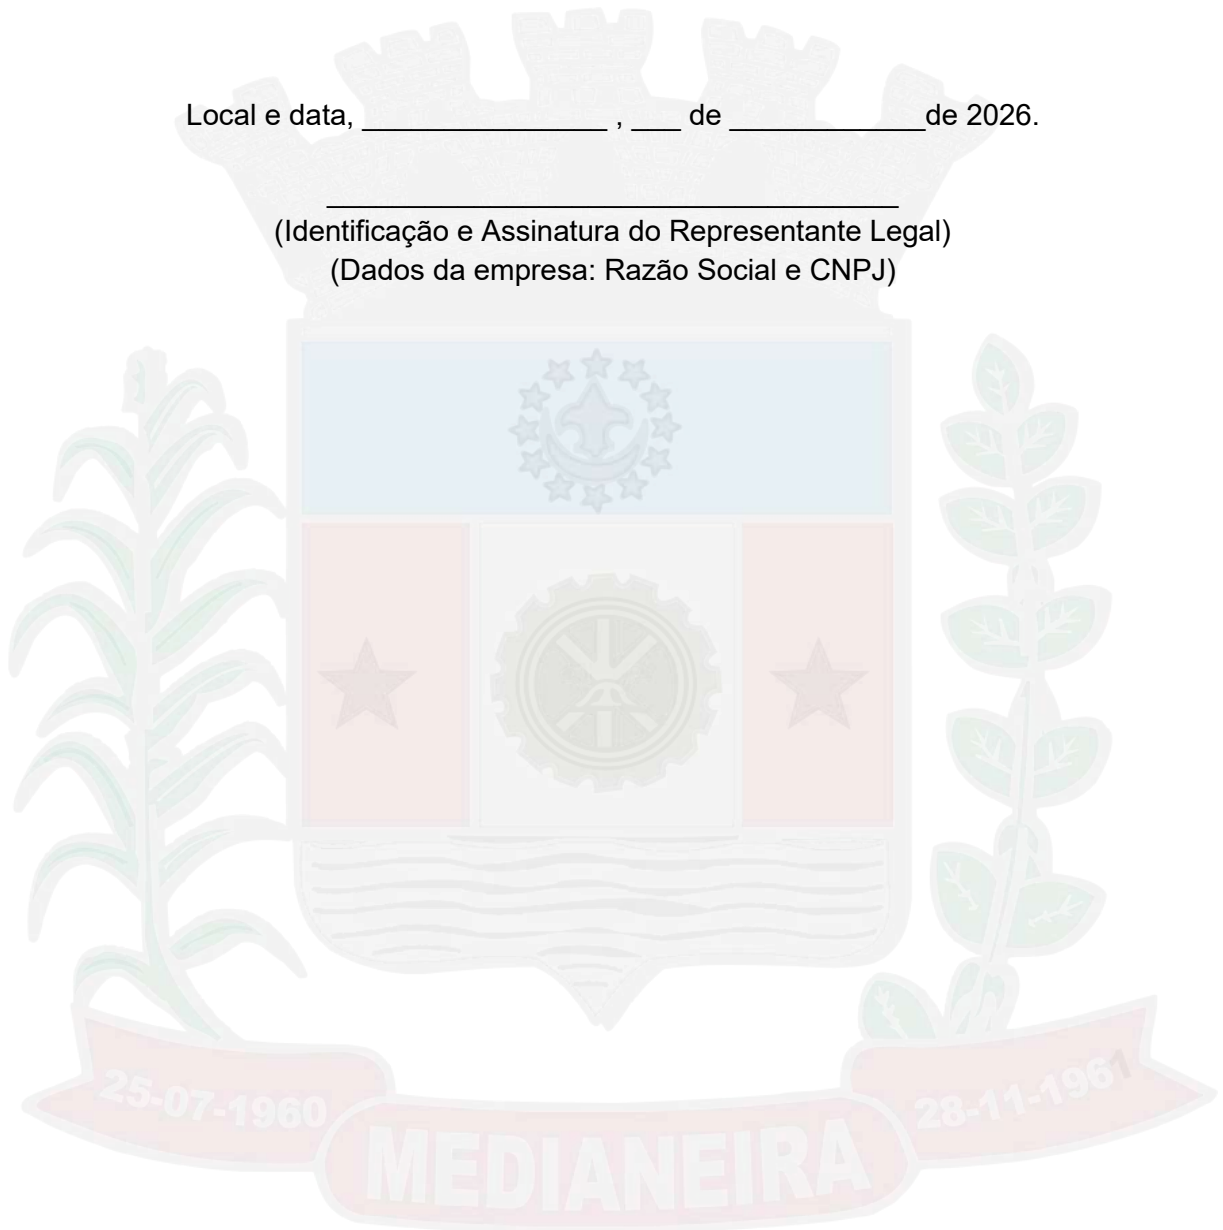 Local e data, _______________ , ___ de ____________de 2026.
___________________________________
(Identificação e Assinatura do Representante Legal)
(Dados da empresa: Razão Social e CNPJ)
25-07-1960
28-11-1961
MEDIANEIRA